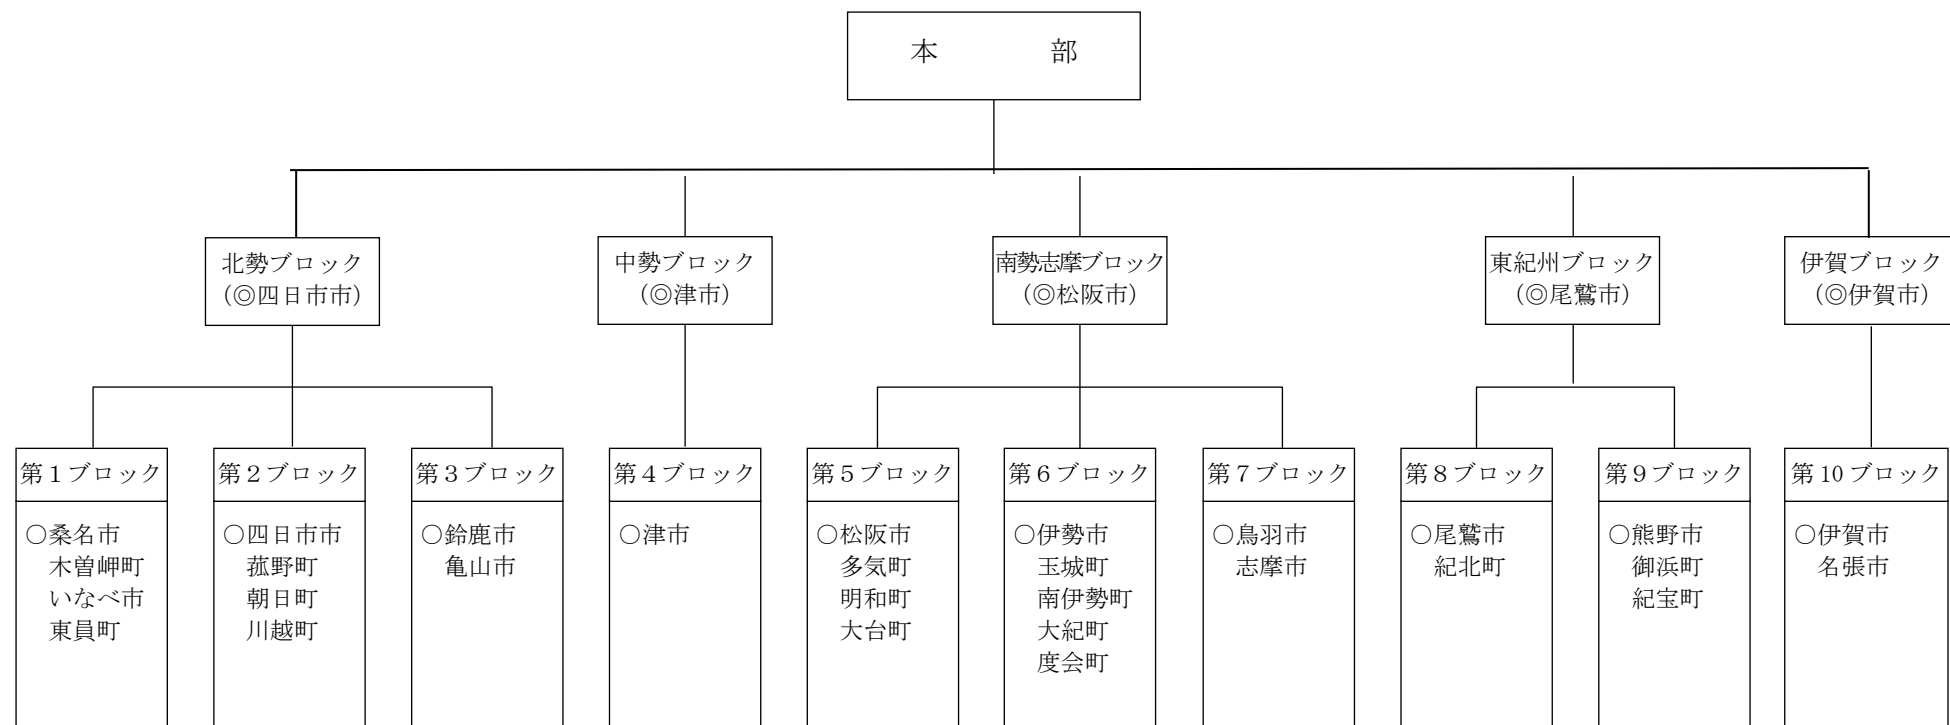 本　　　部
北勢ブロック
（◎四日市市）
中勢ブロック
（◎津市）
南勢志摩ブロック
（◎松阪市）
東紀州ブロック
（◎尾鷲市）
伊賀ブロック
（◎伊賀市）
第１ブロック
○桑名市
木曽岬町
いなべ市
東員町
第２ブロック
○四日市市
菰野町
朝日町
川越町
第３ブロック
○鈴鹿市
亀山市
第４ブロック
○津市
第５ブロック
○松阪市
多気町
明和町
大台町
第６ブロック
○伊勢市
玉城町
南伊勢町
大紀町
度会町
第７ブロック
○鳥羽市
志摩市
第８ブロック
○尾鷲市
紀北町
第９ブロック
○熊野市
御浜町
紀宝町
第10ブロック
○伊賀市
名張市